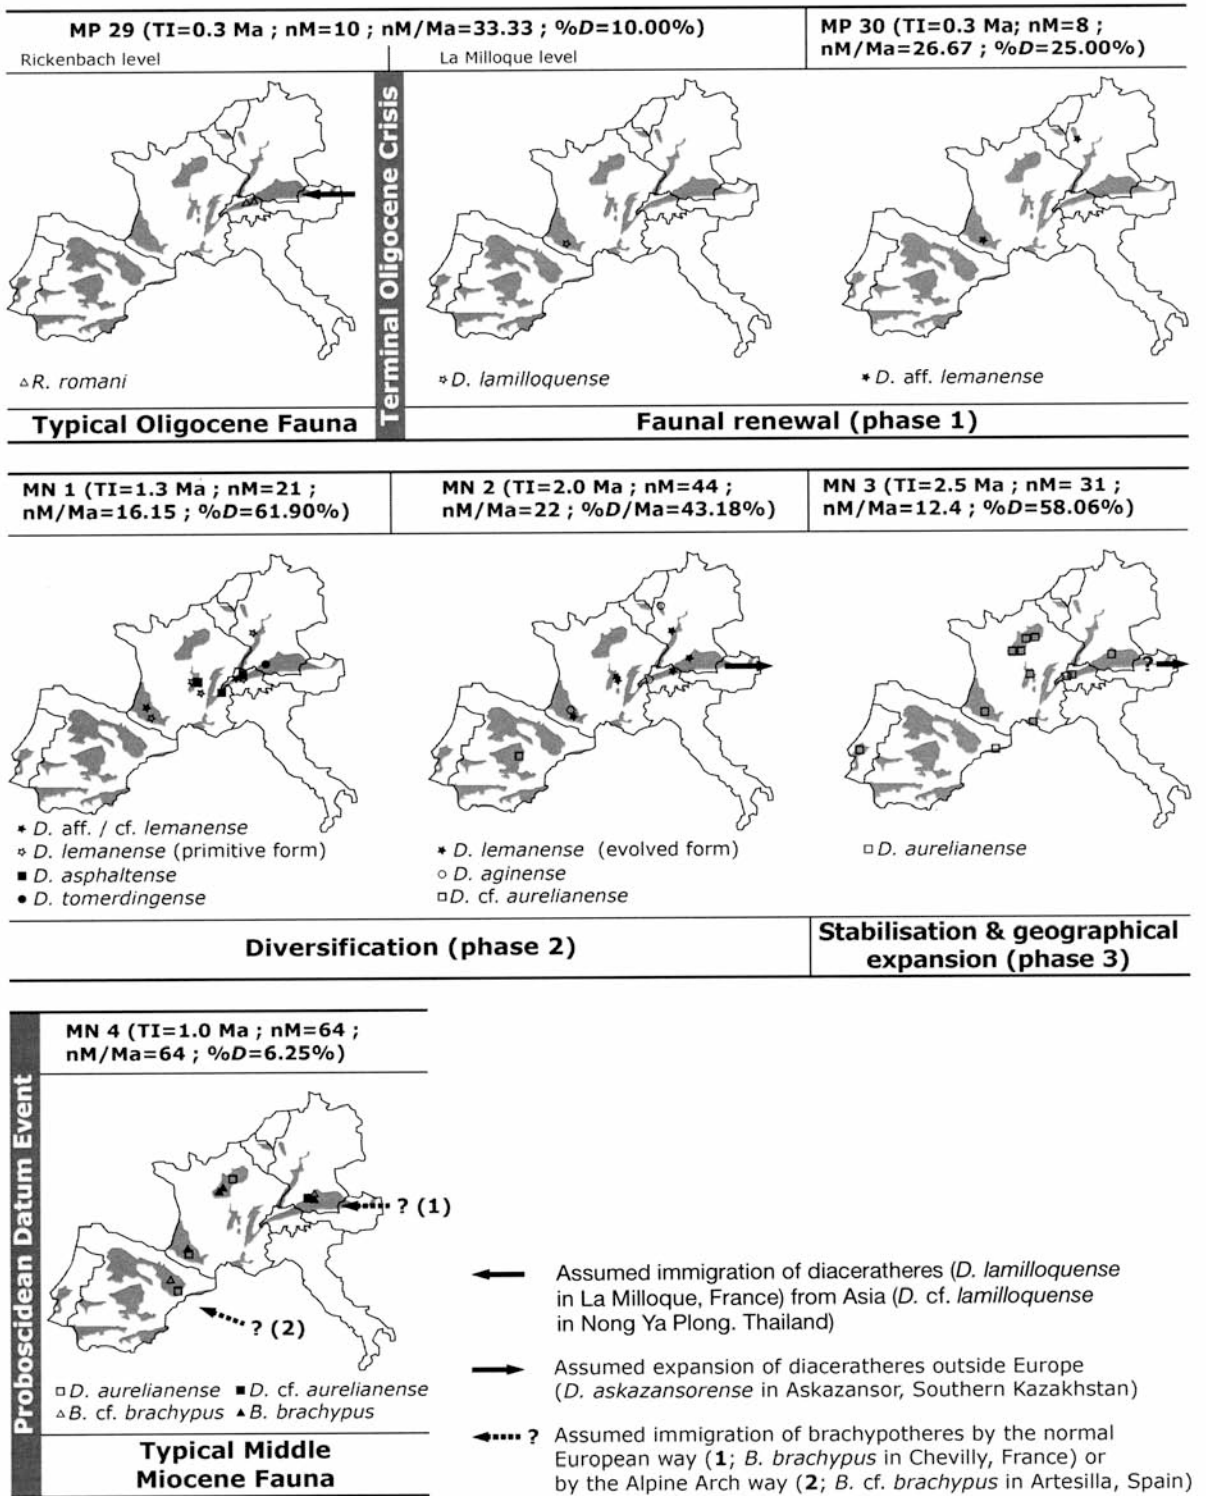 MP 29 (TI=0.3 Ma ; nM=10 ; nM/Ma=33.33 ; %D=10.00%)
Rickenbach level
La Milloque level
MP 30 (TI=0.3 Ma; nM=8 ;
nM/Ma=26.67 ; %D=25.00%)
Terminal Oligocene Crisis
▵R. romani
✩D. lamilloquense
★ D. aff. lemanense
Typical Oligocene Fauna
Faunal renewal (phase 1)
MN 1 (TI=1.3 Ma ; nM=21 ;
nM/Ma=16.15 ; %D=61.90%)
MN 2 (TI=2.0 Ma ; nM=44 ;
nM/Ma=22 ; %D/Ma=43.18%)
MN 3 (TI=2.5 Ma ; nM= 31 ;
nM/Ma=12.4 ; %D=58.06%)
?
★ D. aff. / cf. lemanense
✩ D. lemanense (primitive form)
■ D. asphaltense
● D. tomerdingense
★ D. lemanense (evolved form)
○ D. aginense
□D. cf. aurelianense
□ D. aurelianense
Diversification (phase 2)
Stabilisation & geographical
expansion (phase 3)
Proboscidean Datum Event
MN 4 (TI=1.0 Ma ; nM=64 ;
nM/Ma=64 ; %D=6.25%)
? (1)
? (2)
□ D. aurelianense ■ D. cf. aurelianense
▵B. cf. brachypus ▲ B. brachypus
Typical Middle
Miocene Fauna
Assumed immigration of diaceratheres (D. lamilloquense
in La Milloque, France) from Asia (D. cf. lamilloquense
in Nong Ya Plong. Thailand)
Assumed expansion of diaceratheres outside Europe
(D. askazansorense in Askazansor, Southern Kazakhstan)
? Assumed immigration of brachypotheres by the normal
European way (1; B. brachypus in Chevilly, France) or
by the Alpine Arch way (2; B. cf. brachypus in Artesilla, Spain)